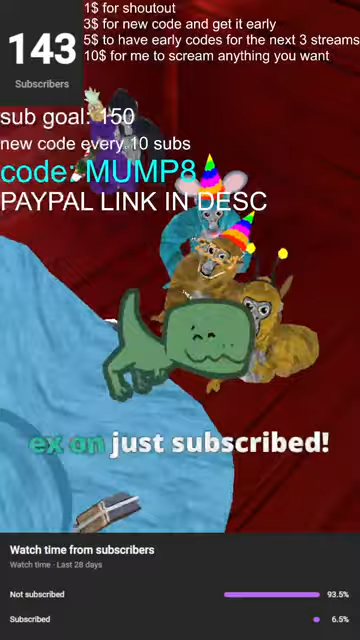 1$ for shoutout
3$ for new code and get it early
5$ to have early codes for the next 3 streams
10$ for me to scream anything you want
143
Subscribers
sub goal: 150
new code every 10 subs
code: MUMP8
PAYPAL LINK IN DESC
ex on just subscribed!
Watch time from subscribers
Watch time · Last 28 days
Not subscribed 93.5%
Subscribed 6.5%